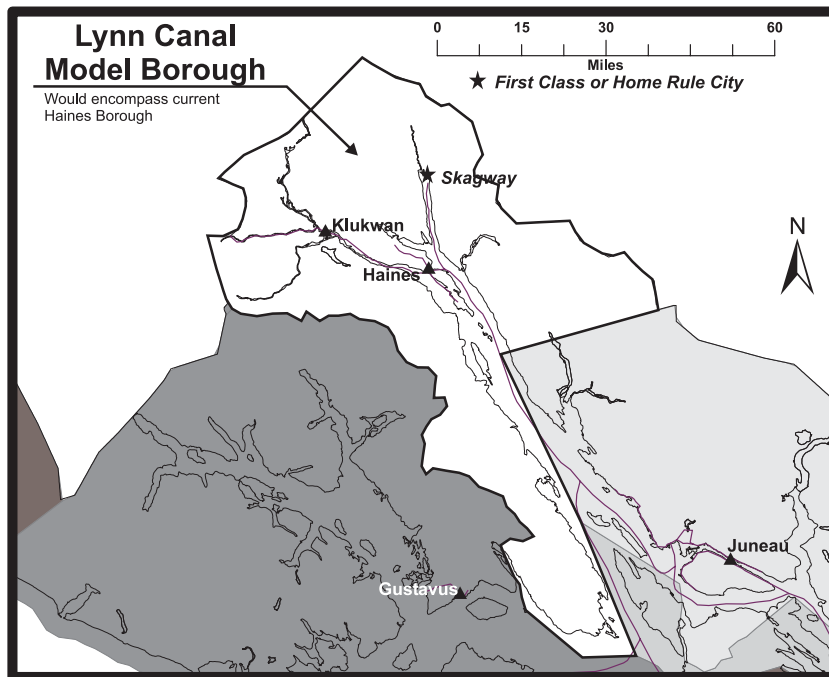 Lynn Canal
Model Borough
Would encompass current
Haines Borough
0 15 30 60
Miles
★ First Class or Home Rule City
Skagway
Klukwan
N
Haines
Juneau
Gustavus